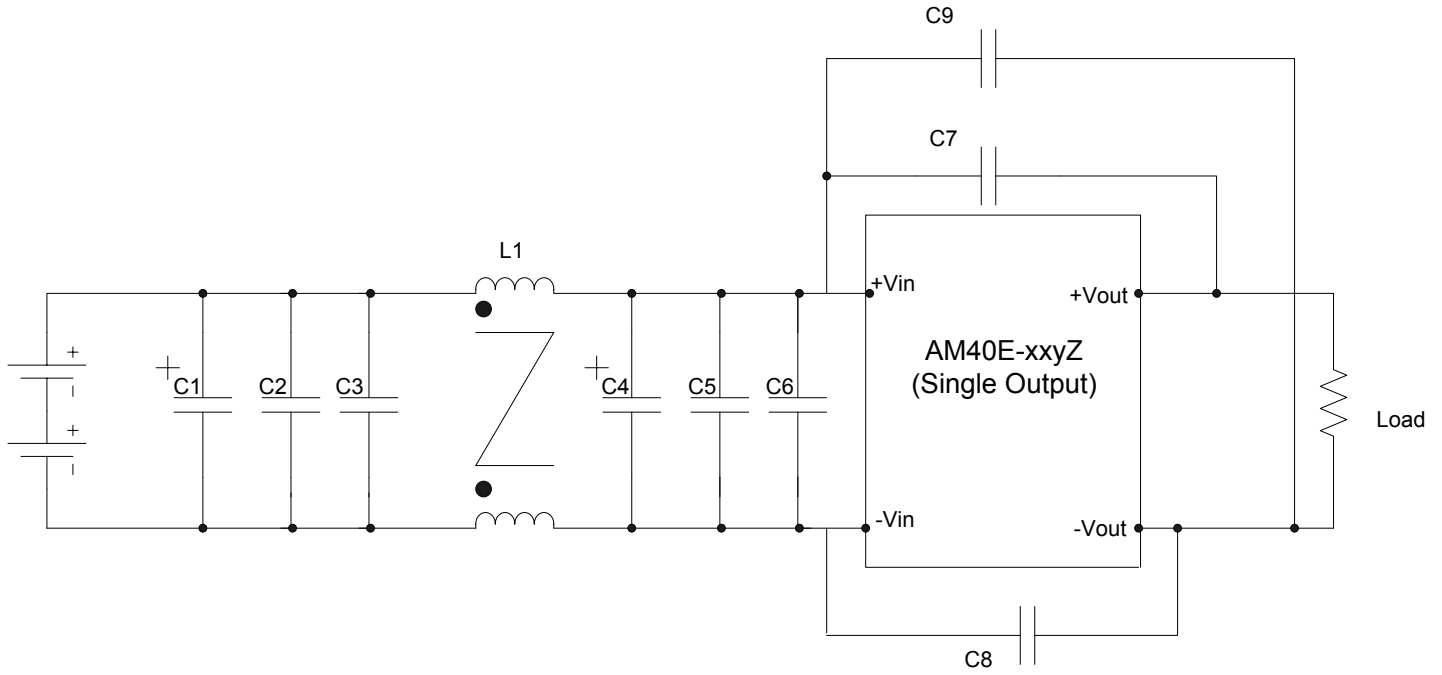 C9
C7
L1
+Vin
+Vout
AM40E-xxyZ
(Single Output)
+
-
+
-
+
C1
C2
C3
+
C4
C5
C6
Load
-Vin
-Vout
C8